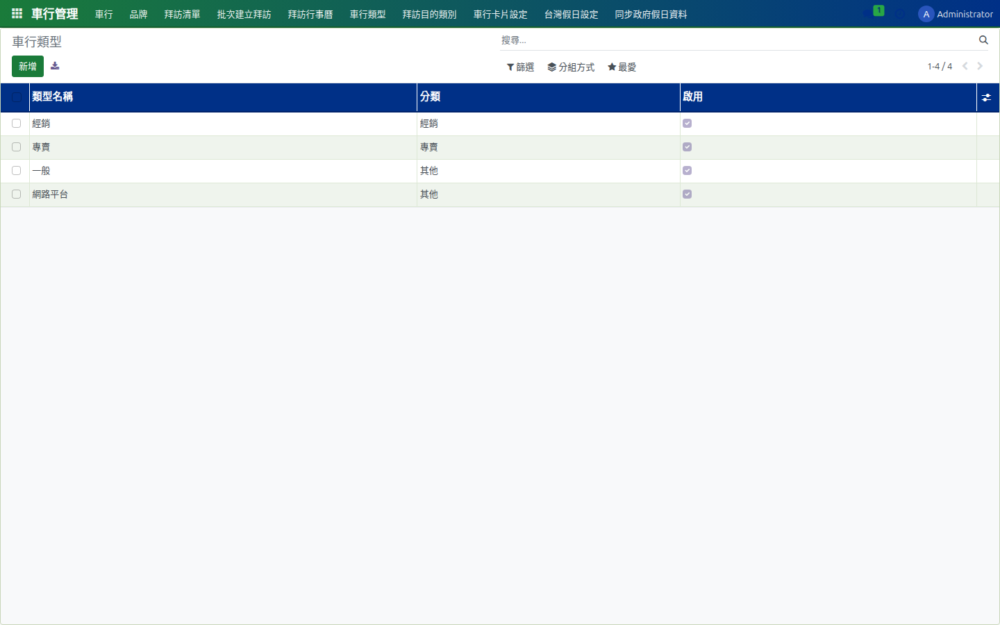 車行管理 車行 品牌 拜訪清單 批次建立拜訪 拜訪行事曆 車行類型 拜訪目的類別 車行卡片設定 台灣假日設定 同步政府假日資料 1 A Administrator
車行類型 搜尋...
新增 篩選 分組方式 最愛 1-4 / 4
類型名稱 分類 啟用
經銷 經銷
專賣 專賣
一般 其他
網路平台 其他